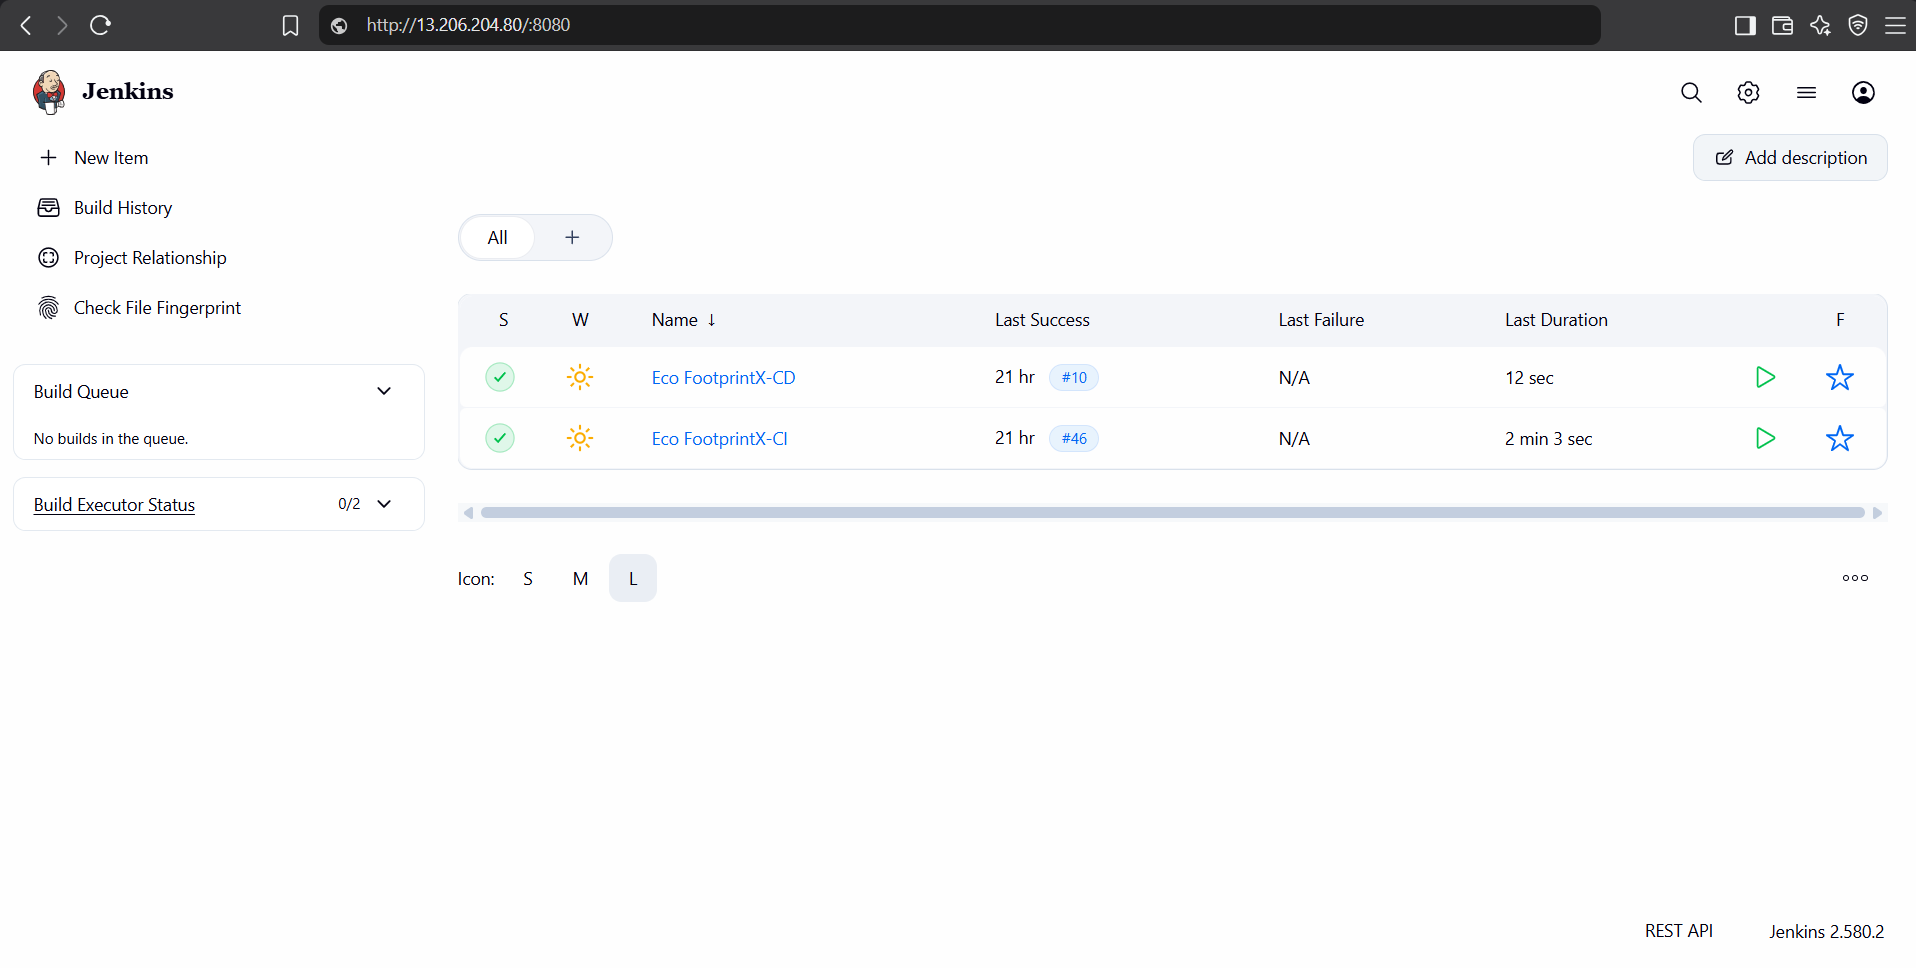 http://13.206.204.80/:8080
Jenkins
New Item
Add description
Build History
All
Project Relationship
Check File Fingerprint
S W Name ↓ Last Success Last Failure Last Duration F
Eco FootprintX-CD 21 hr #10 N/A 12 sec
Eco FootprintX-CI 21 hr #46 N/A 2 min 3 sec
Build Queue
No builds in the queue.
Build Executor Status 0/2
Icon: S M L
REST API Jenkins 2.580.2